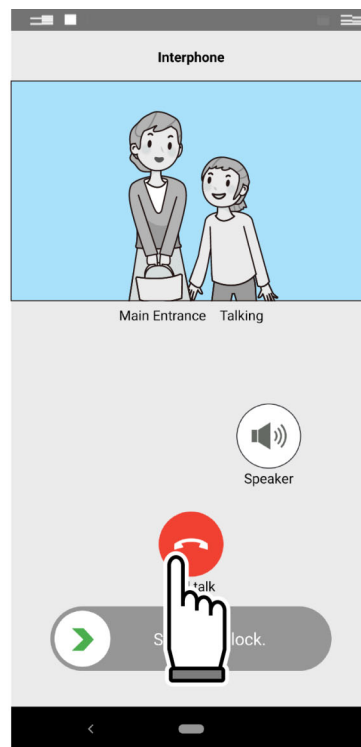 Interphone
Main Entrance Talking
Speaker
talk
S lock.